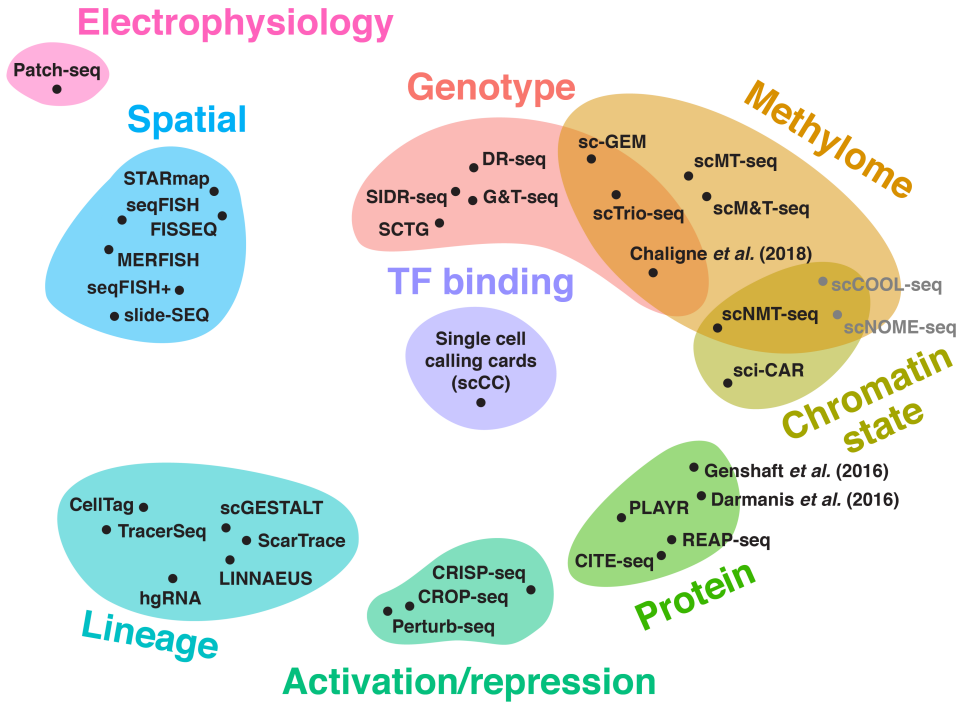 Electrophysiology
Patch-seq
Spatial
STARmap
seqFISH
FISSEQ
MERFISH
seqFISH+
slide-SEQ
Genotype
DR-seq
SIDR-seq
G&T-seq
SCTG
Methylome
sc-GEM
scMT-seq
scTrio-seq
scM&T-seq
Chaligne et al. (2018)
scCOOL-seq
scNMT-seq
scNOME-seq
sci-CAR
Chromatin
state
TF binding
Single cell
calling cards
(scCC)
Lineage
CellTag
TracerSeq
scGESTALT
ScarTrace
LINNAEUS
hgRNA
Activation/repression
CRISP-seq
CROP-seq
Perturb-seq
Protein
Genshaft et al. (2016)
Darmanis et al. (2016)
PLAYR
REAP-seq
CITE-seq